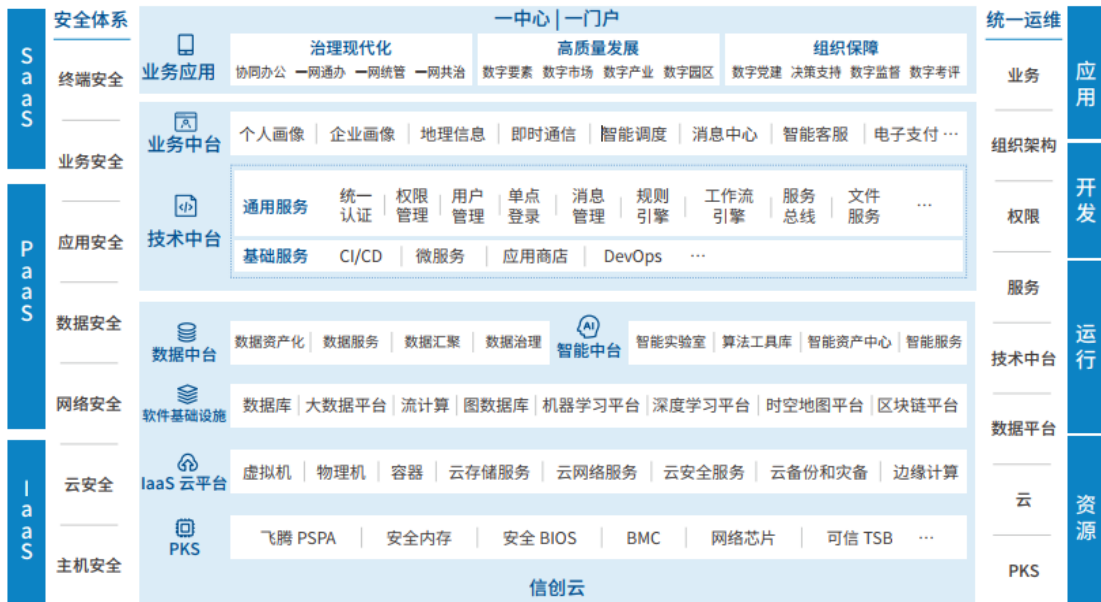 SaaS
PaaS
IaaS
安全体系
终端安全
业务安全
应用安全
数据安全
网络安全
云安全
主机安全
一中心 | 一门户
业务应用
治理现代化
协同办公 一网通办 一网统管 一网共治
高质量发展
数字要素 数字市场 数字产业 数字园区
组织保障
数字党建 决策支持 数字监督 数字考评
业务中台
个人画像 企业画像 地理信息 即时通信 智能调度 消息中心 智能客服 电子支付 …
技术中台
通用服务
统一
认证
权限
管理
用户
管理
单点
登录
消息
管理
规则
引擎
工作流
引擎
服务
总线
文件
服务
…
基础服务
CI/CD 微服务 应用商店 DevOps …
数据中台
数据资产化 数据服务 数据汇聚 数据治理
AI
智能中台
智能实验室 算法工具库 智能资产中心 智能服务
软件基础设施
数据库 大数据平台 流计算 图数据库 机器学习平台 深度学习平台 时空地图平台 区块链平台
IaaS 云平台
虚拟机 物理机 容器 云存储服务 云网络服务 云安全服务 云备份和灾备 边缘计算
PKS
飞腾 PSPA 安全内存 安全 BIOS BMC 网络芯片 可信 TSB …
信创云
统一运维
业务
组织架构
权限
服务
技术中台
数据平台
云
PKS
应用
开发
运行
资源